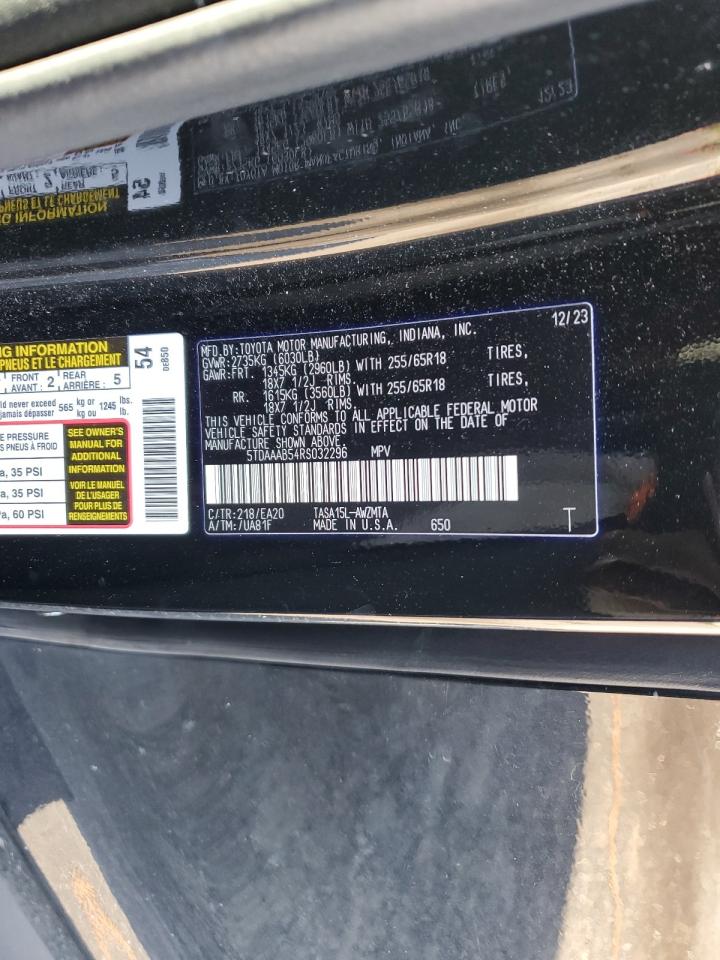 NG INFORMATION
PNEUS ET LE CHARGEMENT
FRONT
AVANT : 2
REAR
ARRIÈRE : 5
ld never exceed
jamais dépasser
565 kg or
kg ou
1245 lbs.
lb.
E PRESSURE
S PNEUS À FROID
a, 35 PSI
a, 35 PSI
a, 60 PSI
SEE OWNER'S
MANUAL FOR
ADDITIONAL
INFORMATION
VOIR LE MANUEL
DE L'USAGER
POUR PLUS DE
RENSEIGNEMENTS
54
0E850
MFD.BY:TOYOTA MOTOR MANUFACTURING, INDIANA, INC. 12/23
GVWR:2735KG (6030LB)
GAWR:FRT 1345KG (2960LB) WITH 255/65R18 TIRES,
18X7 1/2J RIMS
RR: 1615KG (3560LB) WITH 255/65R18 TIRES,
18X7 1/2J RIMS
THIS VEHICLE CONFORMS TO ALL APPLICABLE FEDERAL MOTOR
VEHICLE SAFETY STANDARDS IN EFFECT ON THE DATE OF
MANUFACTURE SHOWN ABOVE.
5TDAAAB54RS032296 MPV
C/TR:218/EA20 TASA15L-AWZMTA
A/TM:/UA81F MADE IN U.S.A. 650 T